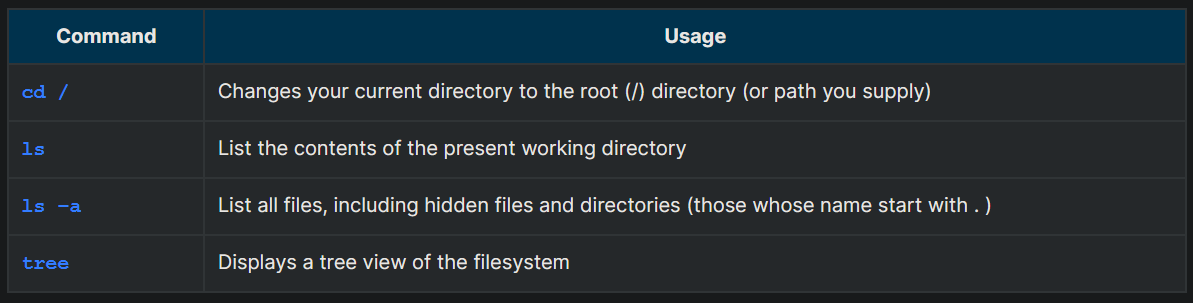 Command Usage
cd / Changes your current directory to the root (/) directory (or path you supply)
ls List the contents of the present working directory
ls -a List all files, including hidden files and directories (those whose name start with . )
tree Displays a tree view of the filesystem